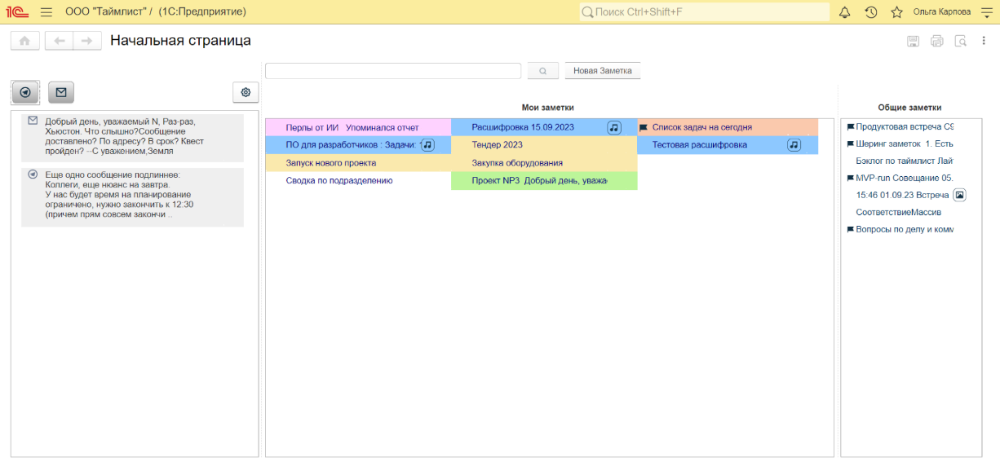 1С ООО "Таймлист" / (1С:Предприятие) Поиск Ctrl+Shift+F Ольга Карпова
Начальная страница
Новая Заметка
Добрый день, уважаемый N, Раз-раз,
Хьюстон. Что слышно?Сообщение
доставлено? По адресу? В срок? Квест
пройден? --С уважением,Земля
Еще одно сообщение подлиннее:
Коллеги, еще нюанс на завтра.
У нас будет время на планирование
ограничено, нужно закончить к 12:30
(причем прям совсем закончи ..
Мои заметки
Перлы от ИИ Упоминался отчет
Расшифровка 15.09.2023
Список задач на сегодня
ПО для разработчиков : Задачи:
Тендер 2023
Тестовая расшифровка
Запуск нового проекта
Закупка оборудования
Сводка по подразделению
Проект NP3 Добрый день, уважа
Общие заметки
Продуктовая встреча С9
Шеринг заметок 1. Есть
Бэклог по таймлист Лай
MVP-run Совещание 05.
15:46 01.09.23 Встреча
СоответствиеМассив
Вопросы по делу и комм